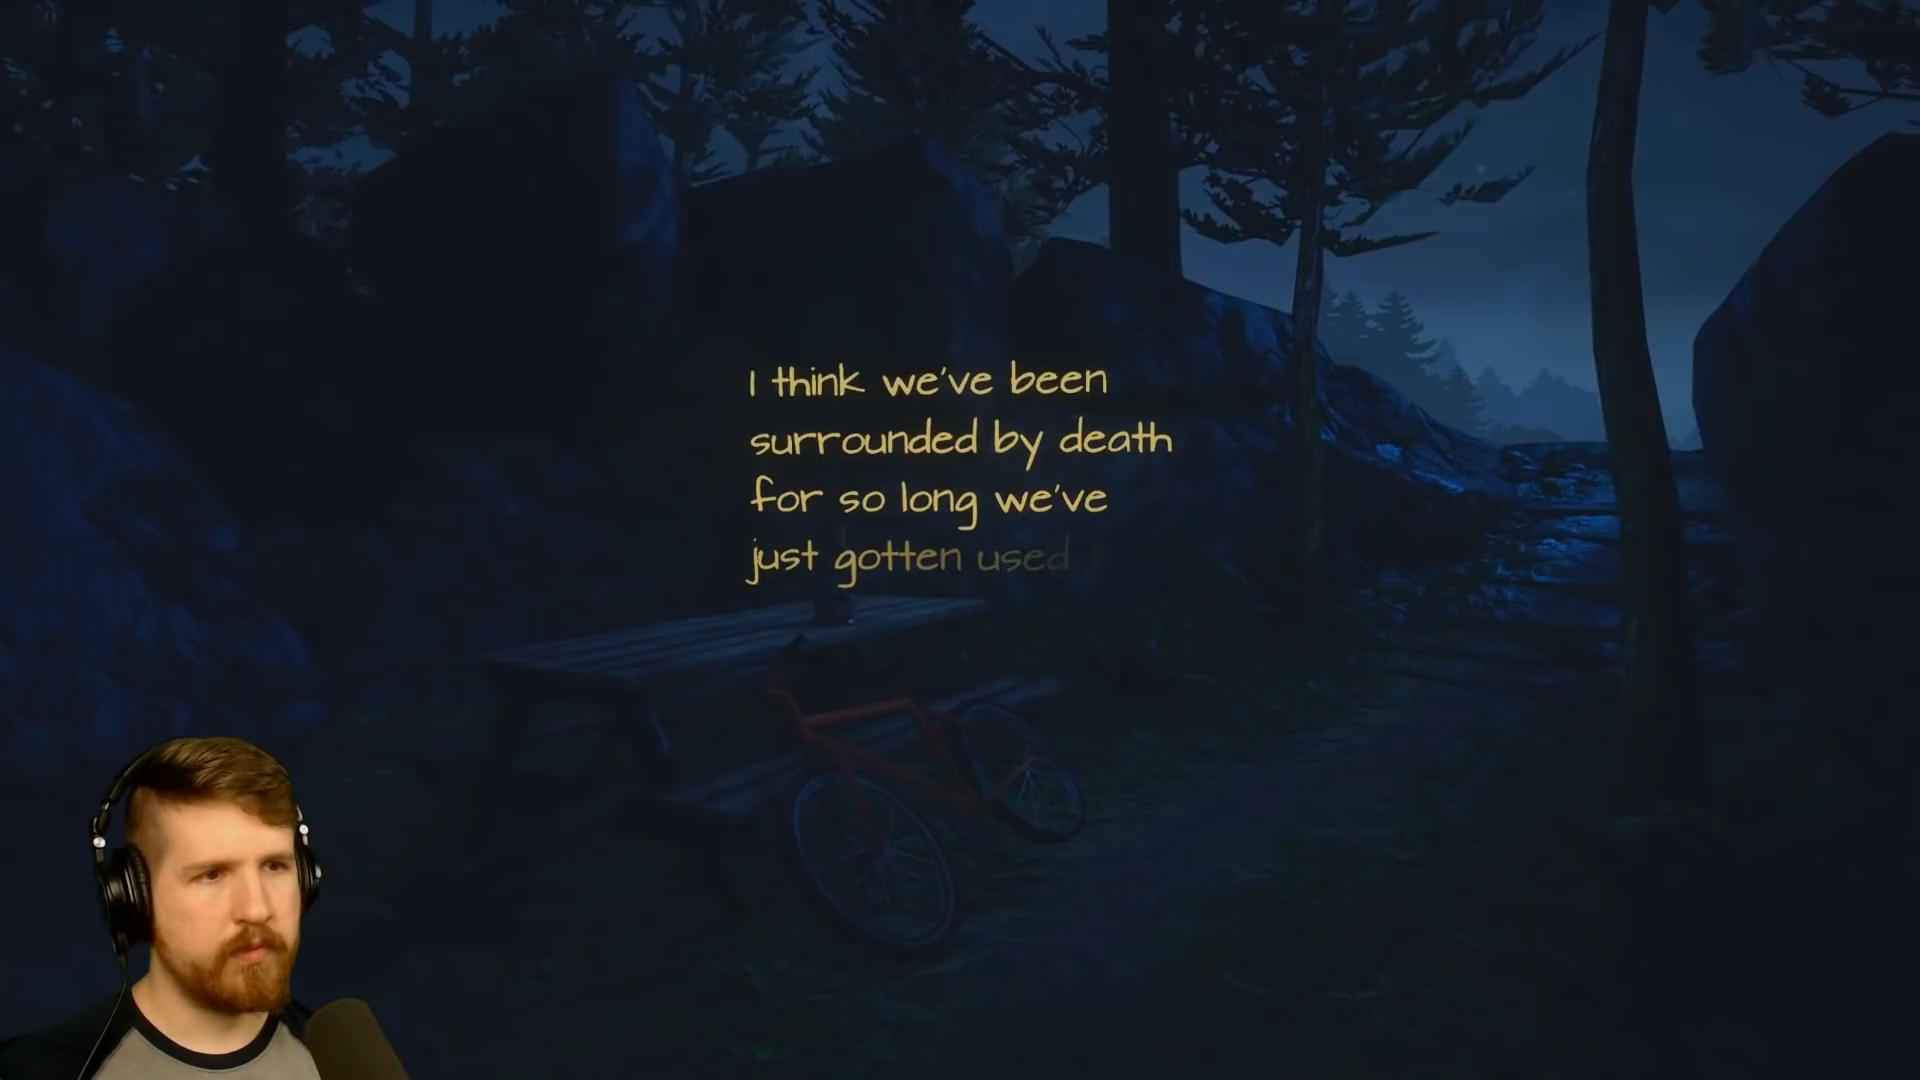 I think we've been
surrounded by death
for so long we've
just gotten used